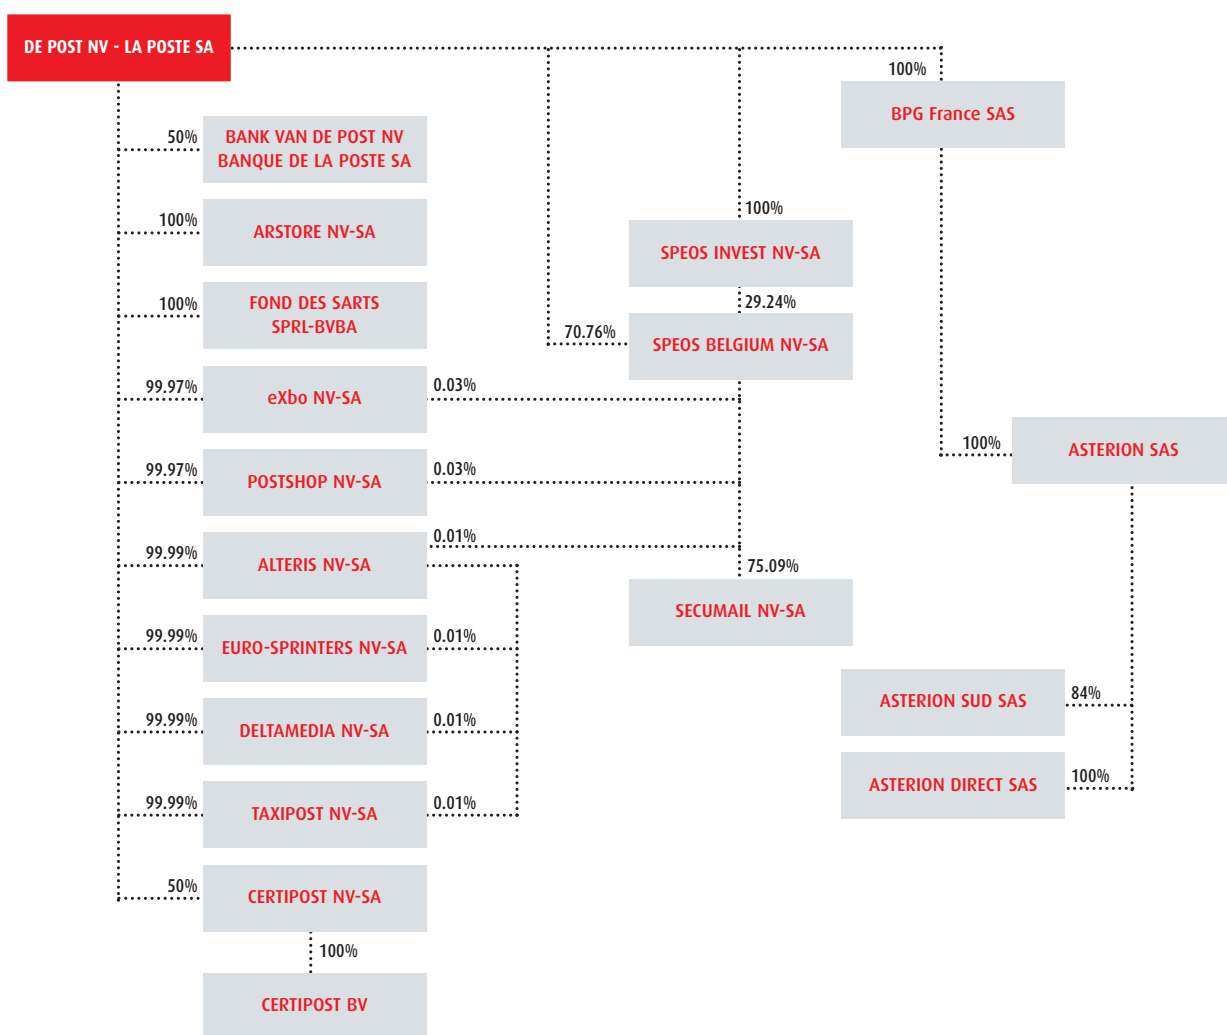 DE POST NV - LA POSTE SA
100%
BPG France SAS
50%
BANK VAN DE POST NV
BANQUE DE LA POSTE SA
100%
ARSTORE NV-SA
100%
SPEOS INVEST NV-SA
100%
FOND DES SARTS
SPRL-BVBA
29.24%
70.76%
SPEOS BELGIUM NV-SA
99.97%
eXbo NV-SA
0.03%
100%
ASTERION SAS
99.97%
POSTSHOP NV-SA
0.03%
99.99%
ALTERIS NV-SA
0.01%
75.09%
SECUMAIL NV-SA
99.99%
EURO-SPRINTERS NV-SA
0.01%
ASTERION SUD SAS
84%
99.99%
DELTAMEDIA NV-SA
0.01%
ASTERION DIRECT SAS
100%
99.99%
TAXIPOST NV-SA
0.01%
50%
CERTIPOST NV-SA
100%
CERTIPOST BV